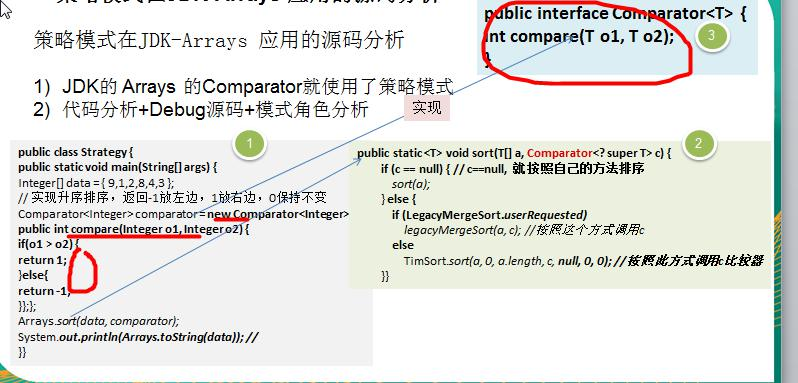 策略模式在JDK-Arrays 应用的源码分析
1) JDK的 Arrays 的Comparator就使用了策略模式
2) 代码分析+Debug源码+模式角色分析
实现
public interface Comparator<T> {
int compare(T o1, T o2);
}
3
1
public class Strategy {
public static void main(String[] args) {
Integer[] data = { 9,1,2,8,4,3 };
// 实现升序排序，返回-1放左边，1放右边，0保持不变
Comparator<Integer> comparator = new Comparator<Integer>
public int compare(Integer o1, Integer o2) {
if(o1 > o2) {
return 1;
}else{
return -1;
}};};
Arrays.sort(data, comparator);
System.out.println(Arrays.toString(data)); //
}}
2
public static <T> void sort(T[] a, Comparator<? super T> c) {
if (c == null) { // c==null, 就按照自己的方法排序
sort(a);
} else {
if (LegacyMergeSort.userRequested)
legacyMergeSort(a, c); //按照这个方式调用c
else
TimSort.sort(a, 0, a.length, c, null, 0, 0); //按照此方式调用c比较器
}}